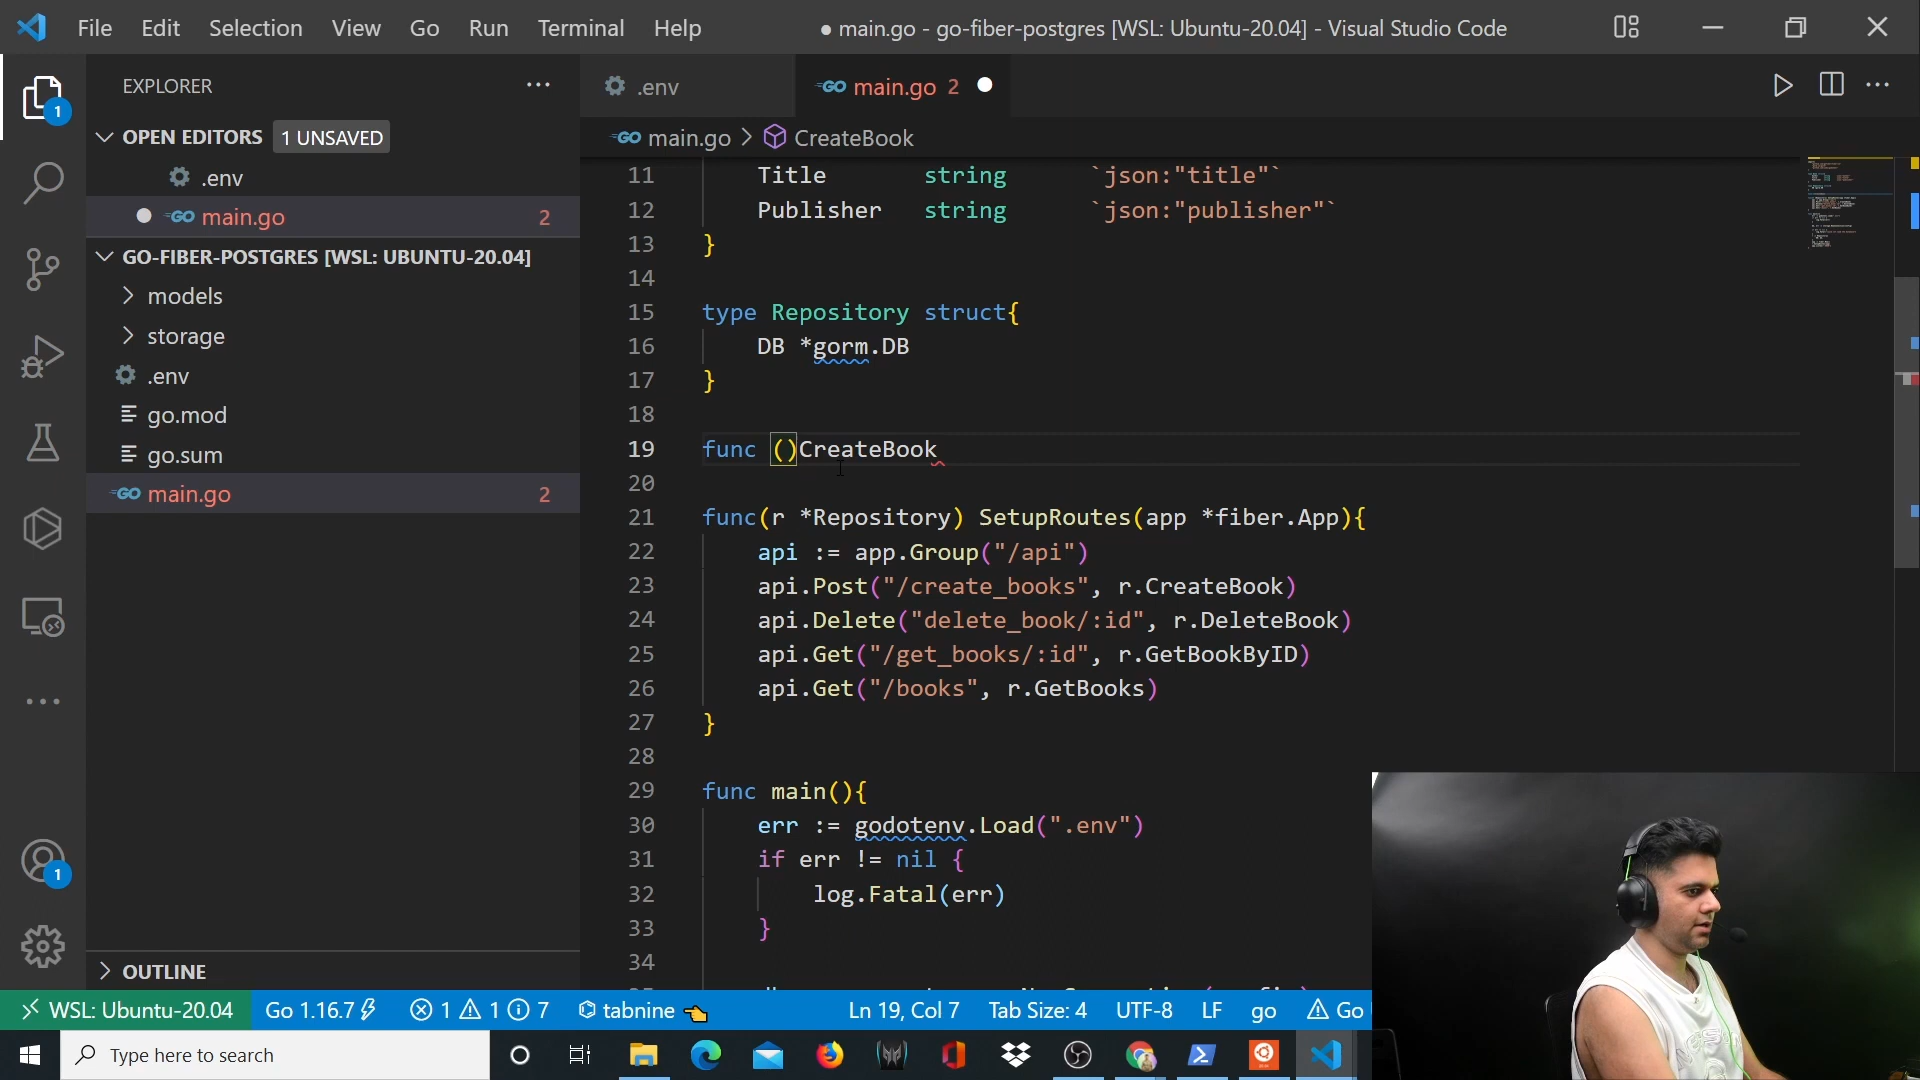 File Edit Selection View Go Run Terminal Help
● main.go - go-fiber-postgres [WSL: Ubuntu-20.04] - Visual Studio Code
EXPLORER
OPEN EDITORS 1 UNSAVED
.env
main.go 2
GO-FIBER-POSTGRES [WSL: UBUNTU-20.04]
models
storage
.env
go.mod
go.sum
main.go 2
OUTLINE
1
1
.env
GO main.go 2
GO main.go > CreateBook
11 Title string `json:"title"`
12 Publisher string `json:"publisher"`
13 }
14
15 type Repository struct{
16 DB *gorm.DB
17 }
18
19 func ()CreateBook
20
21 func(r *Repository) SetupRoutes(app *fiber.App){
22 api := app.Group("/api")
23 api.Post("/create_books", r.CreateBook)
24 api.Delete("delete_book/:id", r.DeleteBook)
25 api.Get("/get_books/:id", r.GetBookByID)
26 api.Get("/books", r.GetBooks)
27 }
28
29 func main(){
30 err := godotenv.Load(".env")
31 if err != nil {
32 log.Fatal(err)
33 }
34
WSL: Ubuntu-20.04 Go 1.16.7 1 1 7 tabnine Ln 19, Col 7 Tab Size: 4 UTF-8 LF go Go
Type here to search